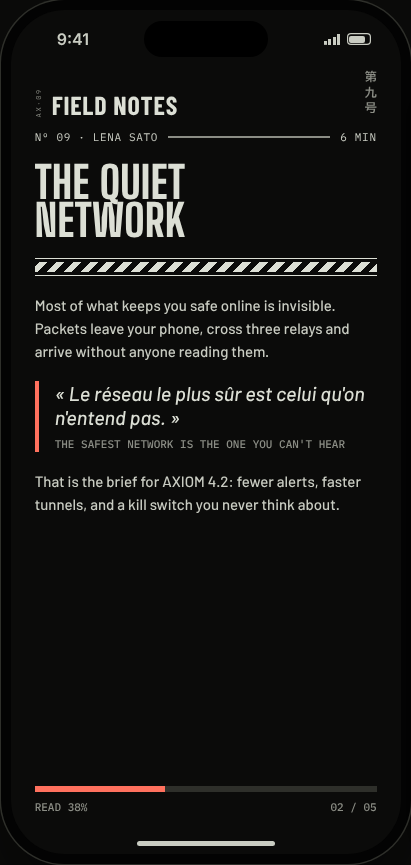 9:41
第九号
AX-09
FIELD NOTES
Nº 09 · LENA SATO
6 MIN
THE QUIET
NETWORK
Most of what keeps you safe online is invisible.
Packets leave your phone, cross three relays and
arrive without anyone reading them.
« Le réseau le plus sûr est celui qu'on
n'entend pas. »
THE SAFEST NETWORK IS THE ONE YOU CAN'T HEAR
That is the brief for AXIOM 4.2: fewer alerts, faster
tunnels, and a kill switch you never think about.
READ 38%
02 / 05